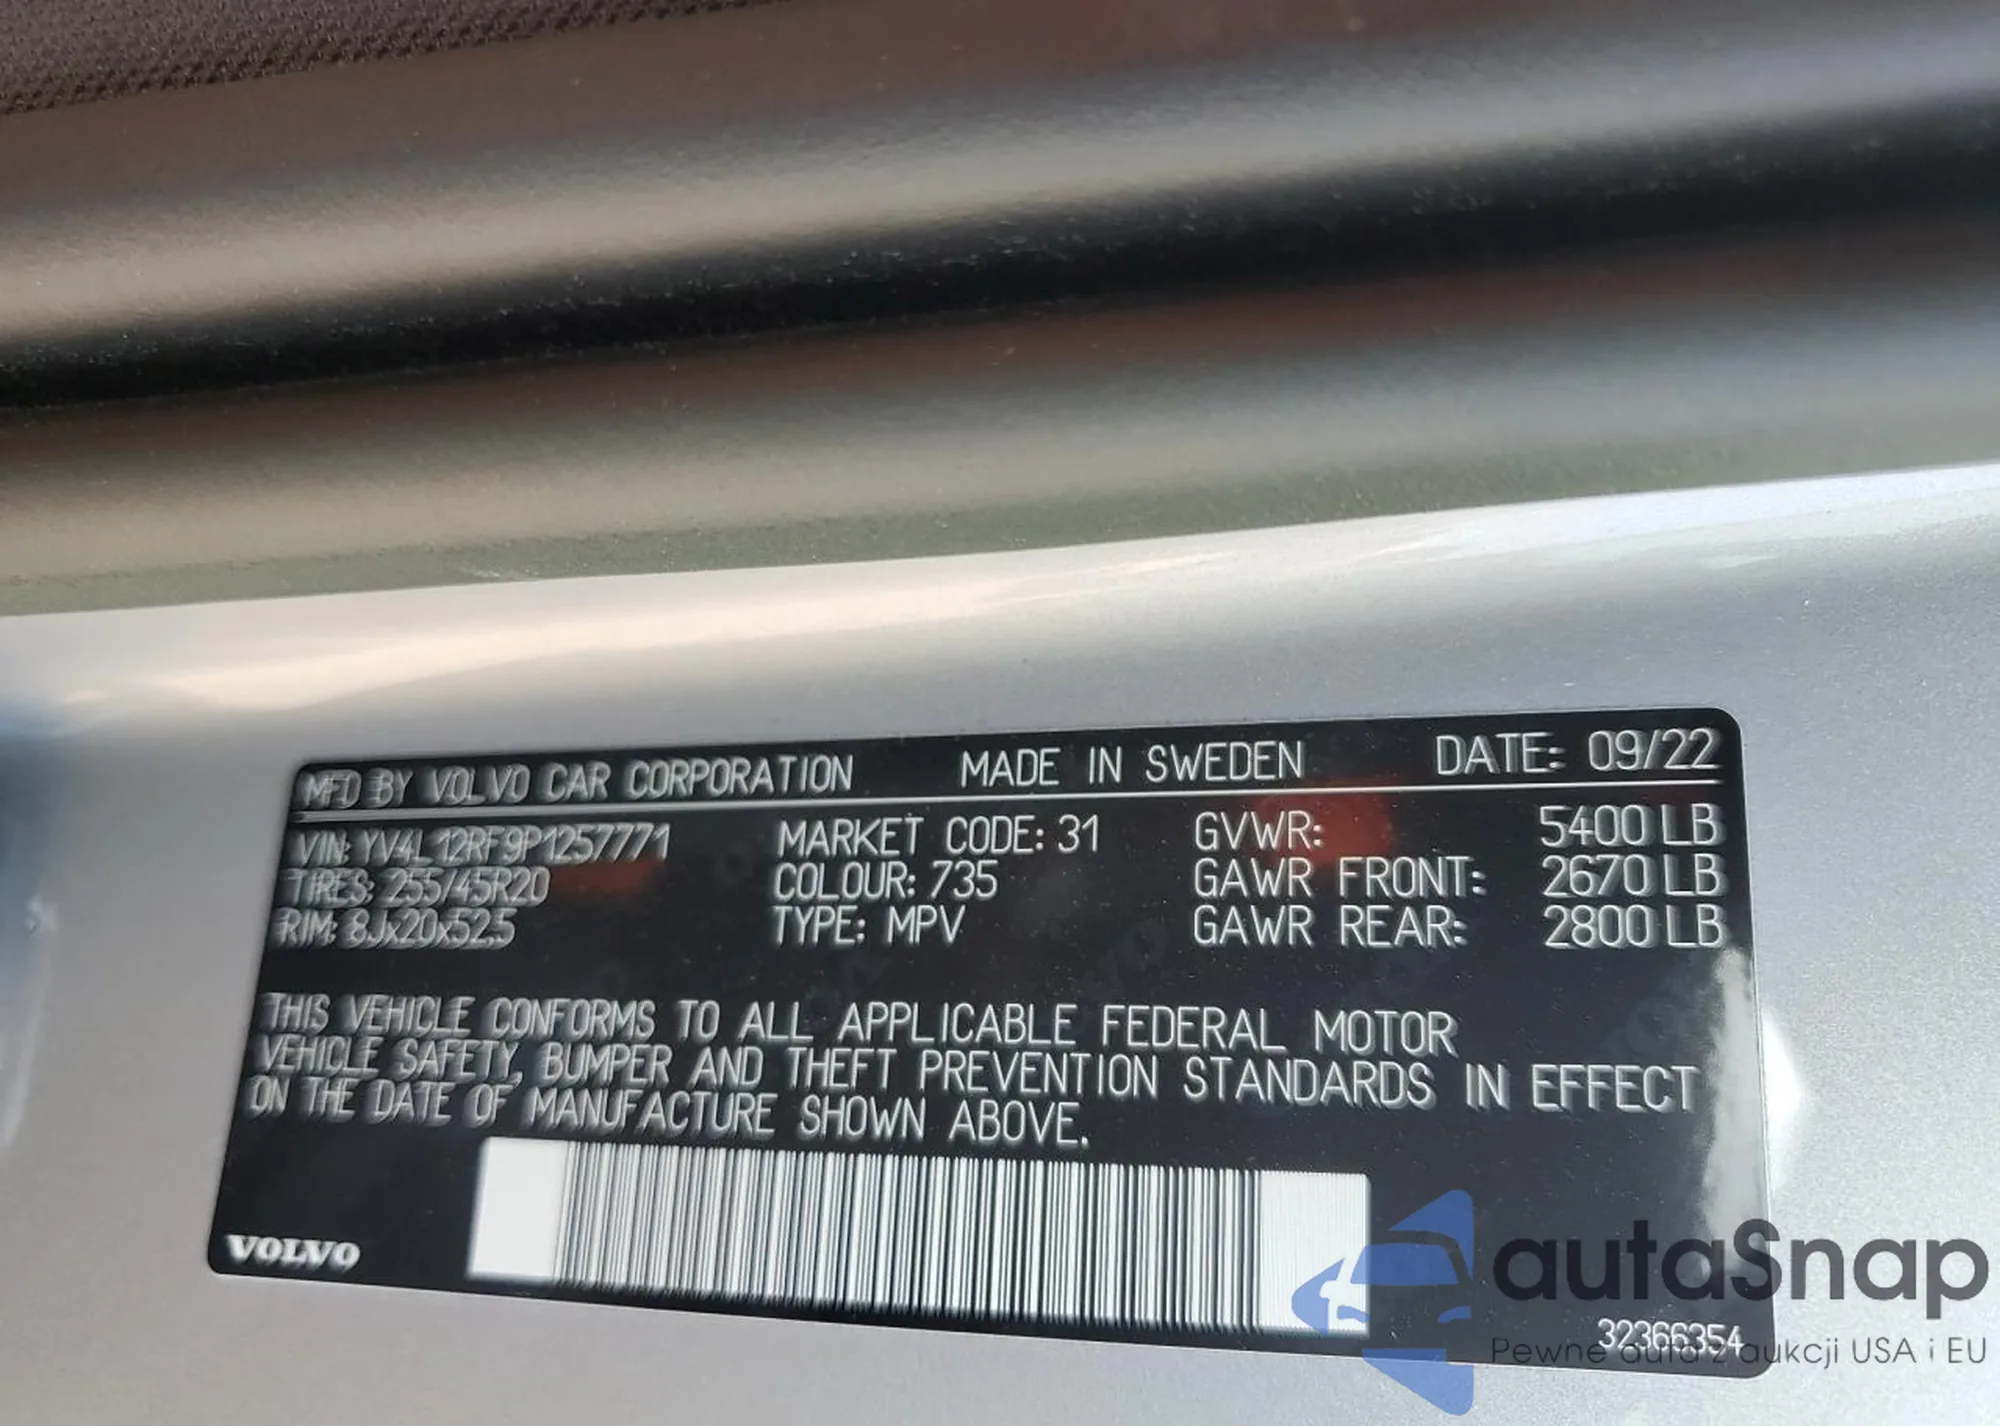 MFD BY VOLVO CAR CORPORATION MADE IN SWEDEN DATE: 09/22
VIN: YV4L12RF9P1257771 MARKET CODE: 31 GVWR: 5400 LB
TIRES: 255/45R20 COLOUR: 735 GAWR FRONT: 2670 LB
RIM: 8Jx20x52.5 TYPE: MPV GAWR REAR: 2800 LB
THIS VEHICLE CONFORMS TO ALL APPLICABLE FEDERAL MOTOR
VEHICLE SAFETY, BUMPER AND THEFT PREVENTION STANDARDS IN EFFECT
ON THE DATE OF MANUFACTURE SHOWN ABOVE.
VOLVO
32366354
autaSnap
Pewne auta z aukcji USA i EU